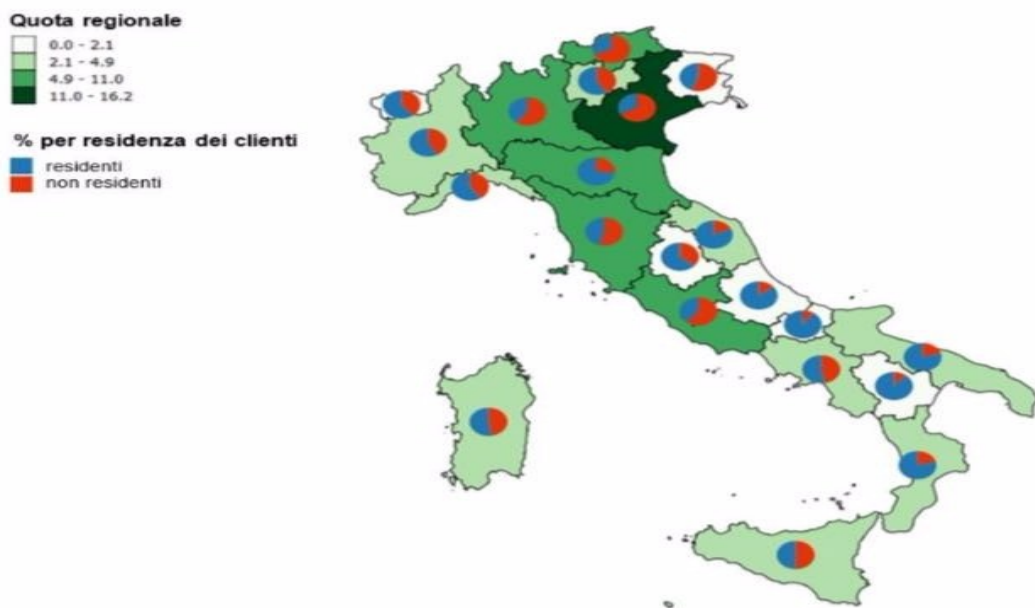 Quota regionale
0.0 - 2.1
2.1 - 4.9
4.9 - 11.0
11.0 - 16.2
% per residenza dei clienti
residenti
non residenti